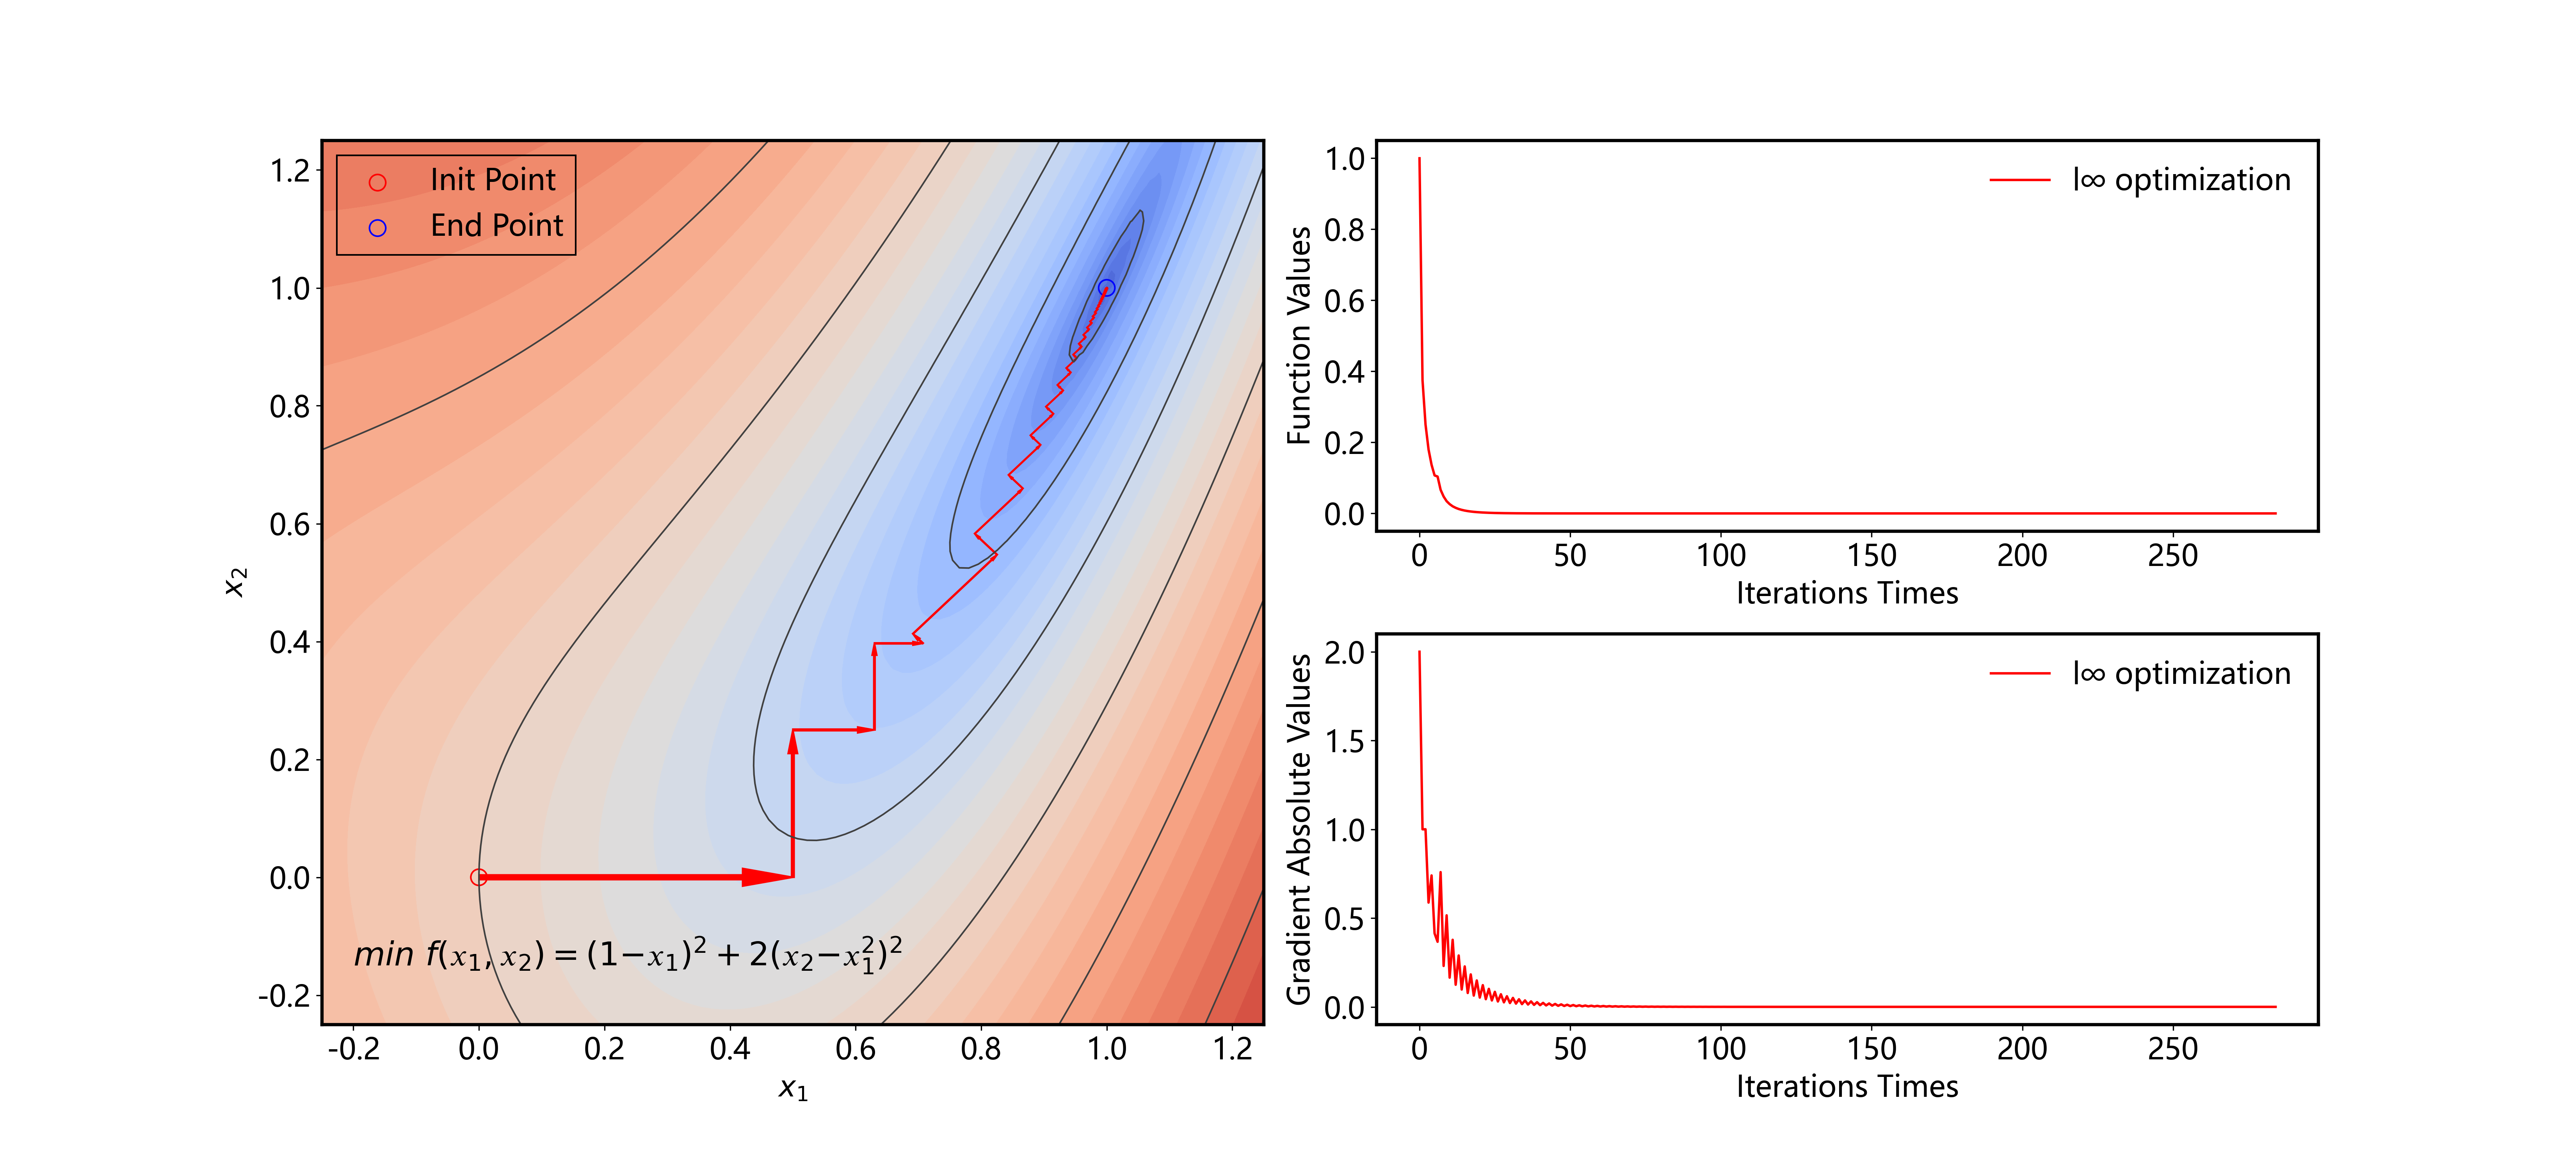 Init Point
End Point
1.2
1.0
0.8
0.6
0.4
0.2
0.0
-0.2
x₂
min f(x₁, x₂) = (1−x₁)² + 2(x₂−x₁²)²
-0.2 0.0 0.2 0.4 0.6 0.8 1.0 1.2
x₁
l∞ optimization
1.0
0.8
0.6
0.4
0.2
0.0
Function Values
0 50 100 150 200 250
Iterations Times
l∞ optimization
2.0
1.5
1.0
0.5
0.0
Gradient Absolute Values
0 50 100 150 200 250
Iterations Times